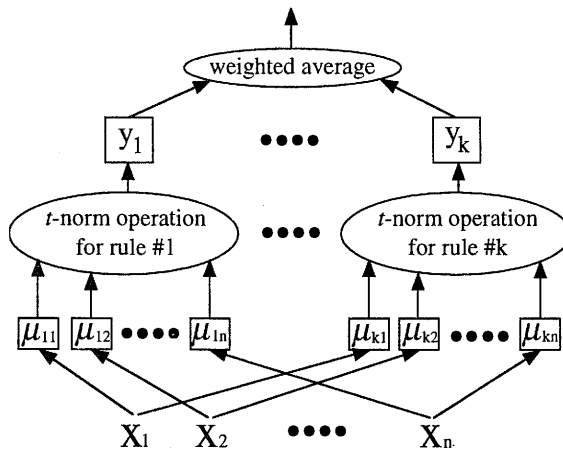 weighted average
y1 yk
t-norm operation
for rule #1
t-norm operation
for rule #k
μ11 μ12 μ1n μk1 μk2 μkn
X1 X2 Xn